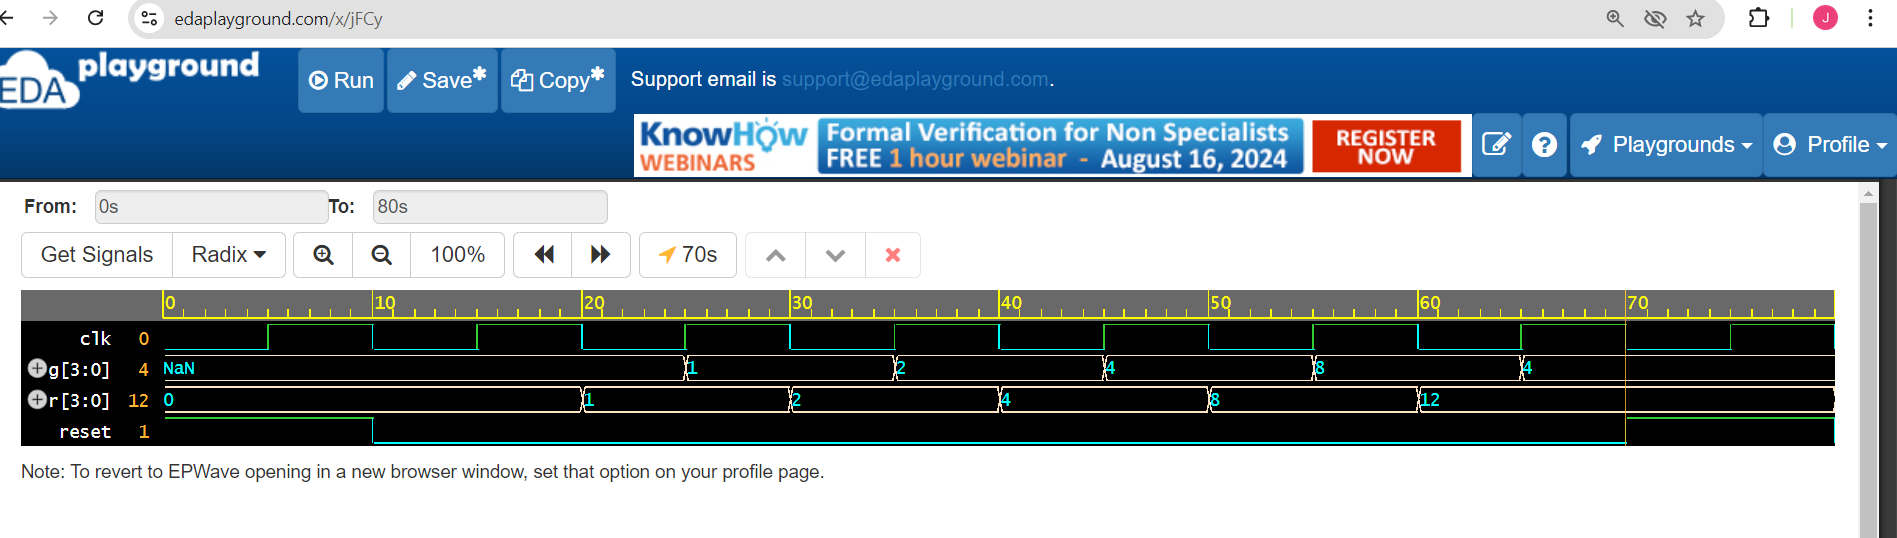 edaplayground.com/x/jFCy
J
EDA playground
Run
Save*
Copy*
Support email is support@edaplayground.com.
KnowHow WEBINARS
Formal Verification for Non Specialists
FREE 1 hour webinar - August 16, 2024
REGISTER NOW
?
Playgrounds
Profile
From: 0s To: 80s
Get Signals Radix 100% 70s
0 10 20 30 40 50 60 70
clk 0
g[3:0] 4 NaN 1 2 4 8 4
r[3:0] 12 0 1 2 4 8 12
reset 1
Note: To revert to EPWave opening in a new browser window, set that option on your profile page.